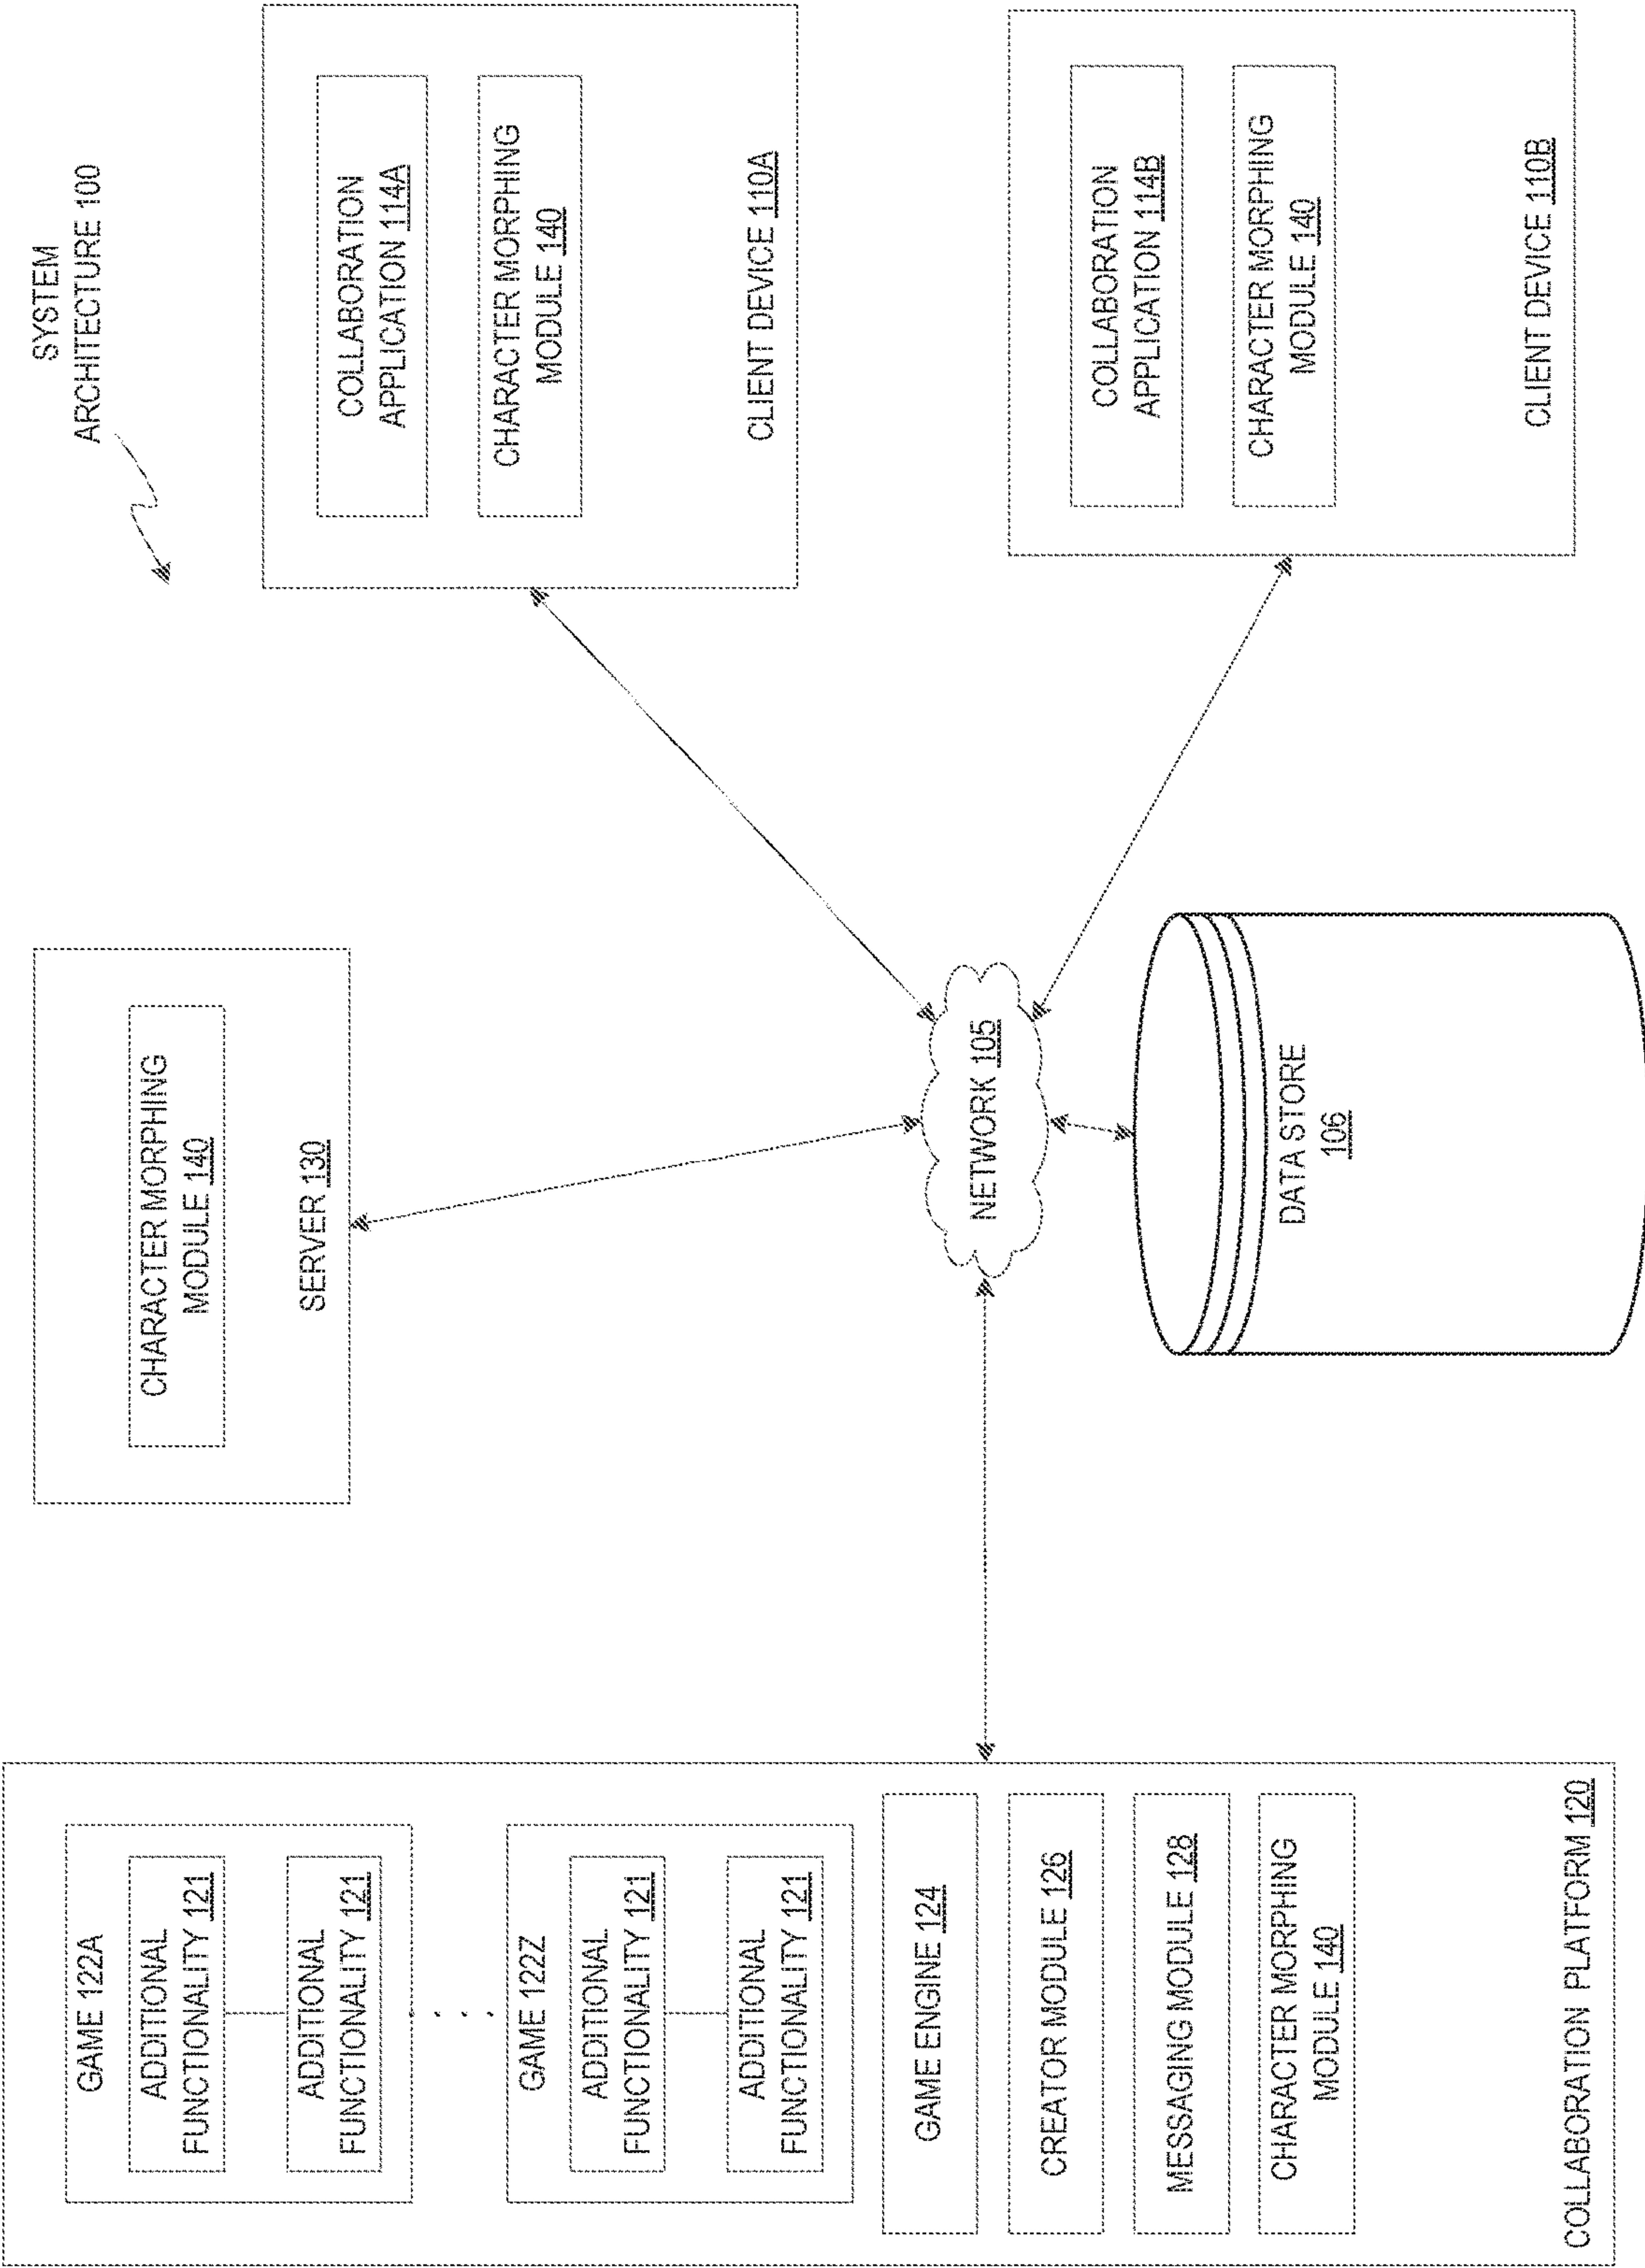 SYSTEM
ARCHITECTURE 100
GAME 122A
ADDITIONAL
FUNCTIONALITY 121
ADDITIONAL
FUNCTIONALITY 121
. . .
GAME 122Z
ADDITIONAL
FUNCTIONALITY 121
ADDITIONAL
FUNCTIONALITY 121
GAME ENGINE 124
CREATOR MODULE 126
MESSAGING MODULE 128
CHARACTER MORPHING
MODULE 140
COLLABORATION PLATFORM 120
CHARACTER MORPHING
MODULE 140
SERVER 130
NETWORK 105
DATA STORE
106
COLLABORATION
APPLICATION 114A
CHARACTER MORPHING
MODULE 140
CLIENT DEVICE 110A
COLLABORATION
APPLICATION 114B
CHARACTER MORPHING
MODULE 140
CLIENT DEVICE 110B